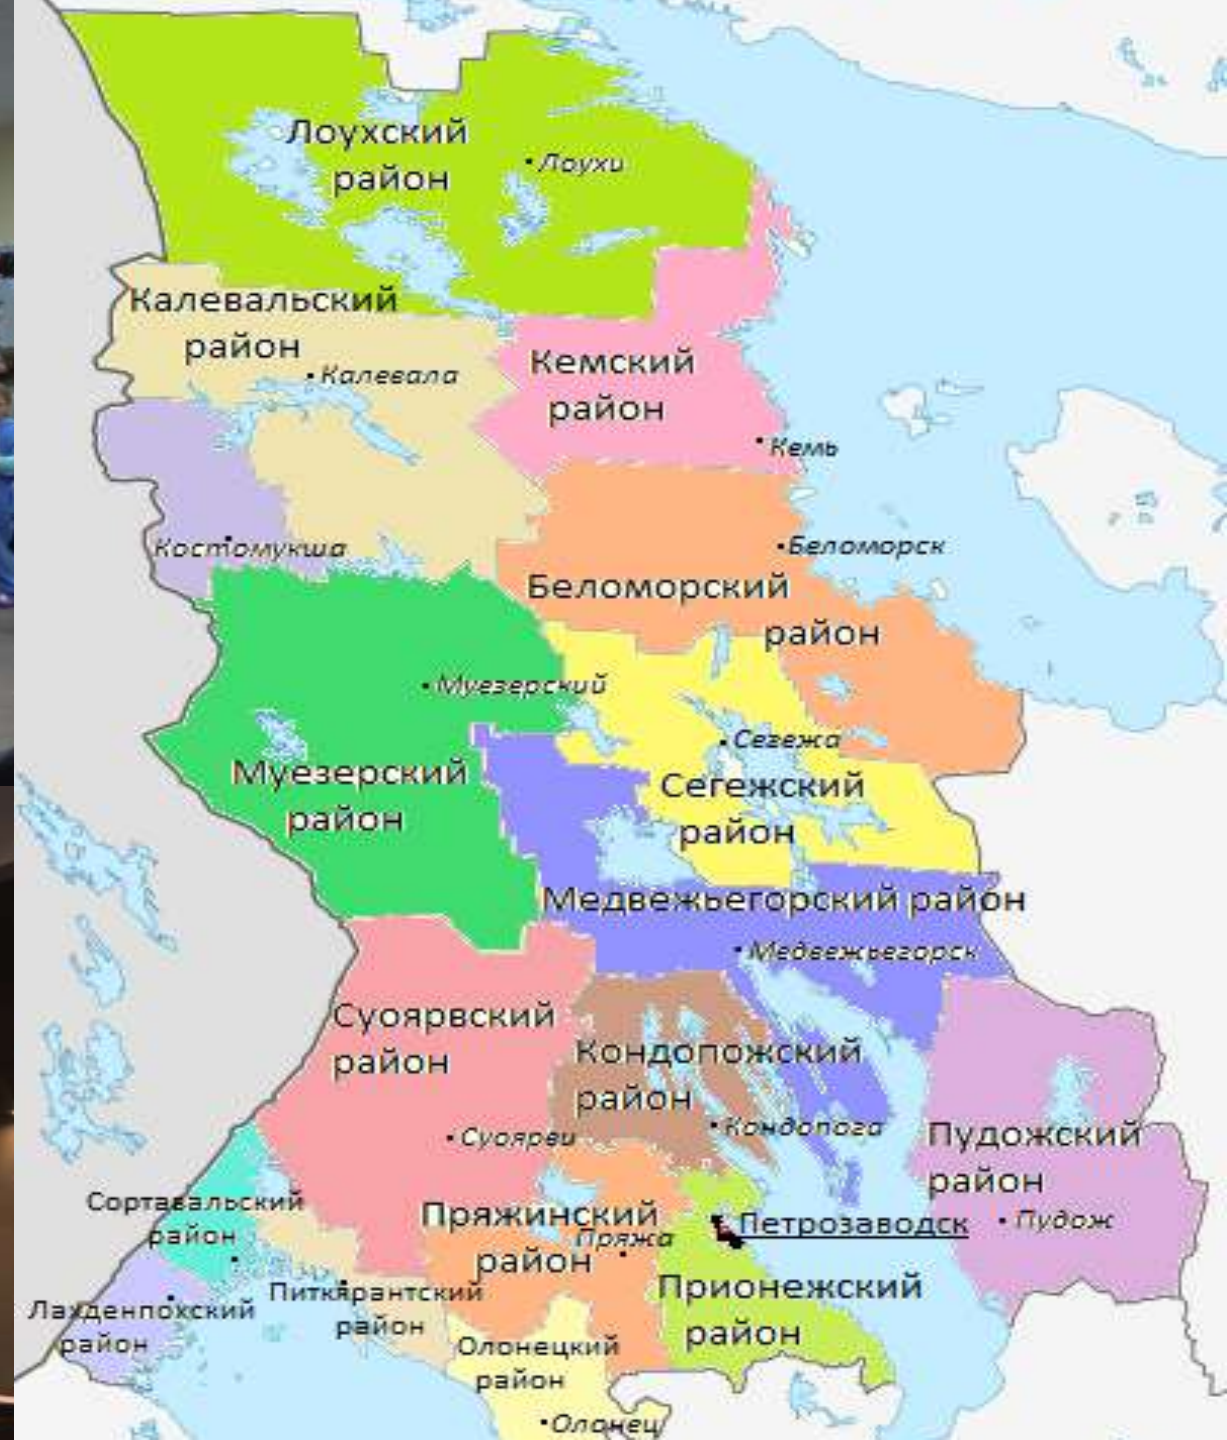 Лоухский
район
Лоухи
Калевальский
район
Калевала
Кемский
район
Кемь
Костомукша
Беломорск
Беломорский
район
Муезерский
Муезерский
район
Сегежа
Сегежский
район
Медвежьегорский район
Медвежьегорск
Суоярвский
район
Кондопожский
район
Суоярви
Кондопога
Пудожский
район
Пудож
Сортавальский
район
Пряжинский
Пряжа
район
Петрозаводск
Питкярантский
район
Прионежский
район
Лахденпохский
район
Олонецкий
район
Олонец